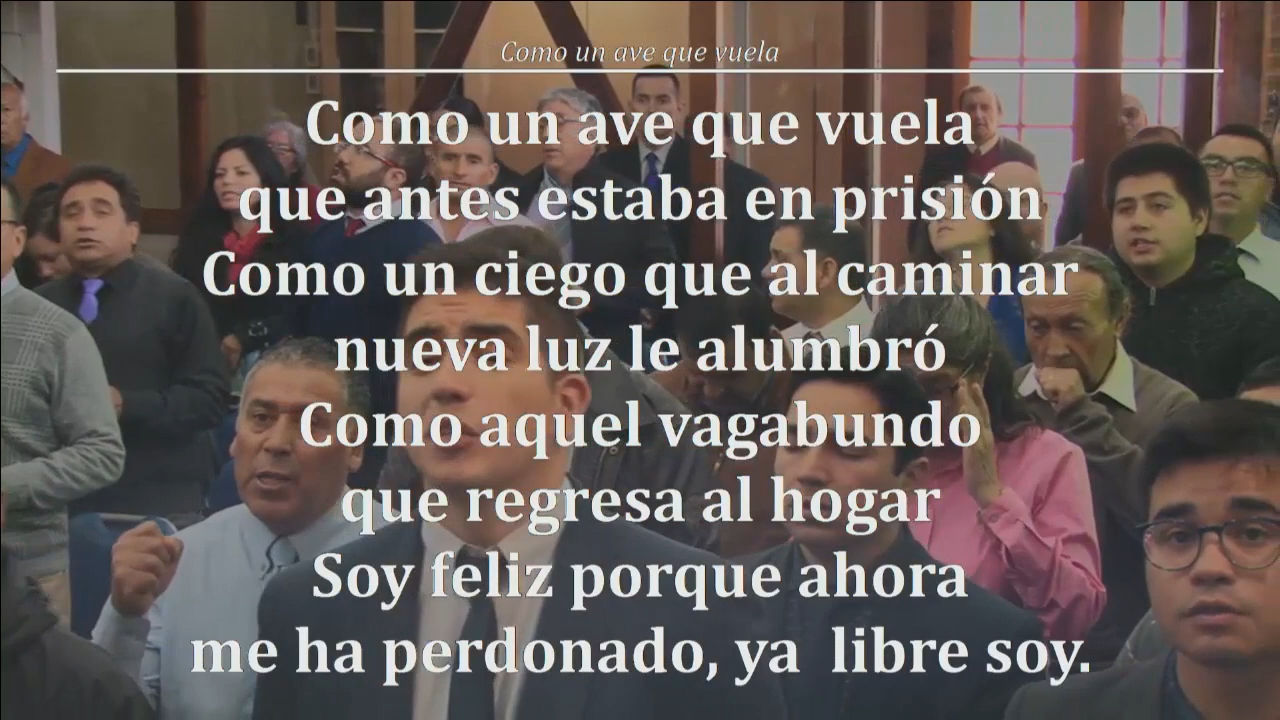 Como un ave que vuela
Como un ave que vuela
que antes estaba en prisión
Como un ciego que al caminar
nueva luz le alumbró
Como aquel vagabundo
que regresa al hogar
Soy feliz porque ahora
me ha perdonado, ya  libre soy.